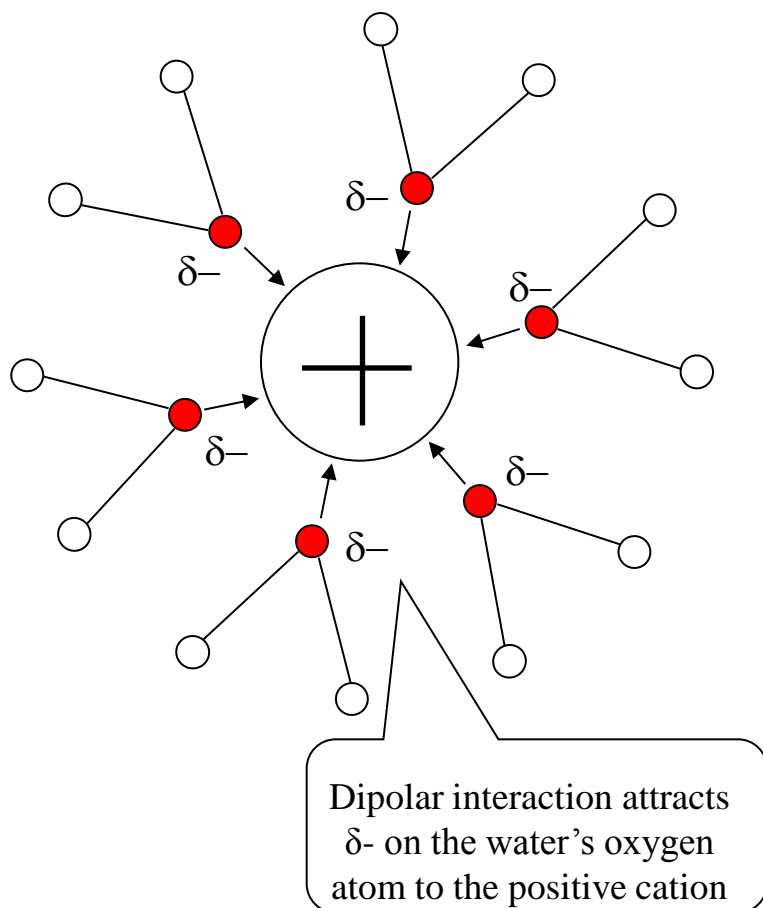 δ–
δ–
δ–
δ–
δ–
δ–
+
Dipolar interaction attracts
δ- on the water’s oxygen
atom to the positive cation